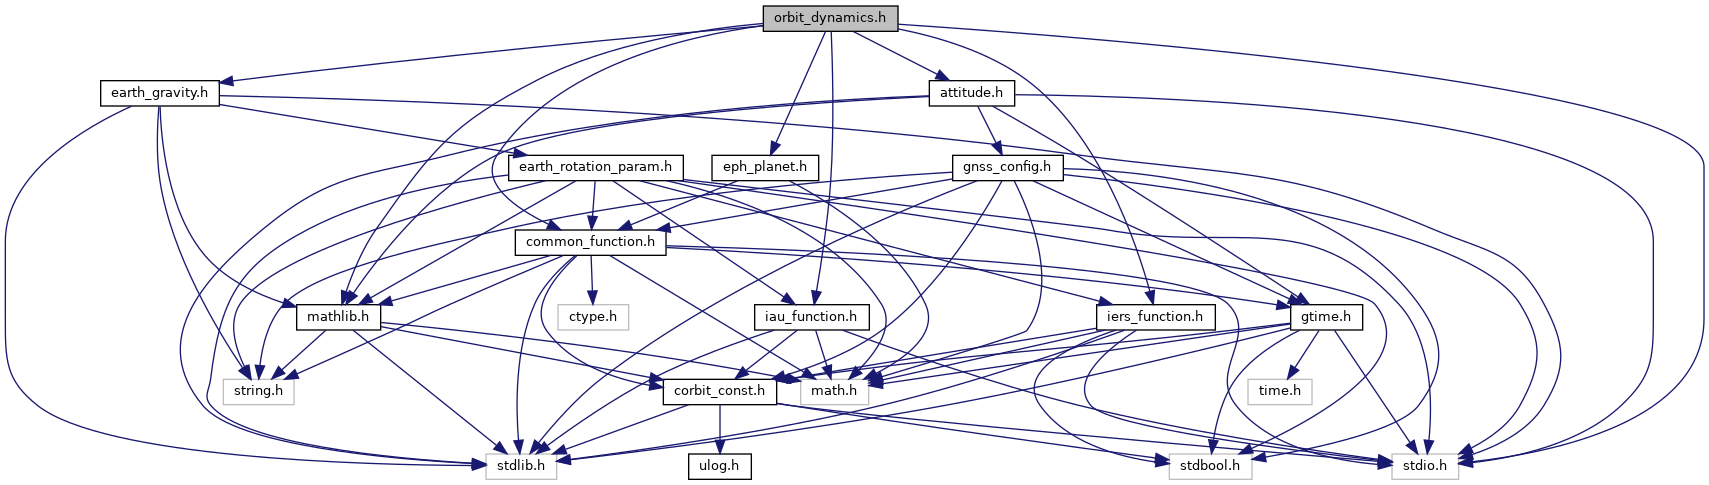 orbit_dynamics.h
earth_gravity.h
attitude.h
earth_rotation_param.h
eph_planet.h
gnss_config.h
common_function.h
mathlib.h
ctype.h
iau_function.h
iers_function.h
gtime.h
string.h
corbit_const.h
math.h
time.h
stdlib.h
ulog.h
stdbool.h
stdio.h